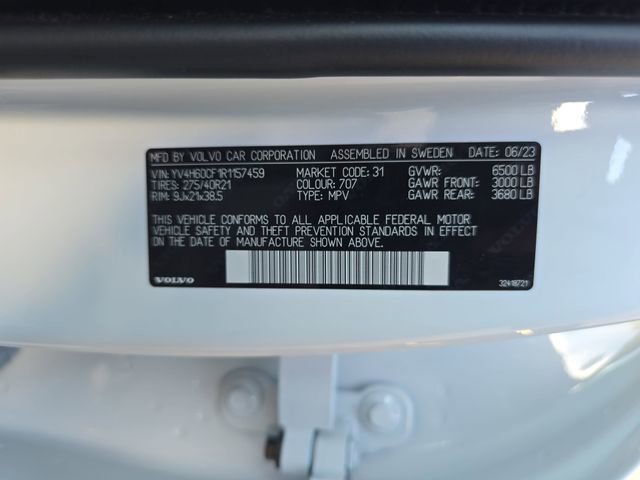 MFD BY VOLVO CAR CORPORATION ASSEMBLED IN SWEDEN DATE: 06/23
VIN: YV4H60CF1R1157459 MARKET CODE: 31 GVWR: 6500 LB
TIRES: 275/40R21 COLOUR: 707 GAWR FRONT: 3000 LB
RIM: 9Jx21x38.5 TYPE: MPV GAWR REAR: 3680 LB
THIS VEHICLE CONFORMS TO ALL APPLICABLE FEDERAL MOTOR
VEHICLE SAFETY AND THEFT PREVENTION STANDARDS IN EFFECT
ON THE DATE OF MANUFACTURE SHOWN ABOVE.
VOLVO 32418721